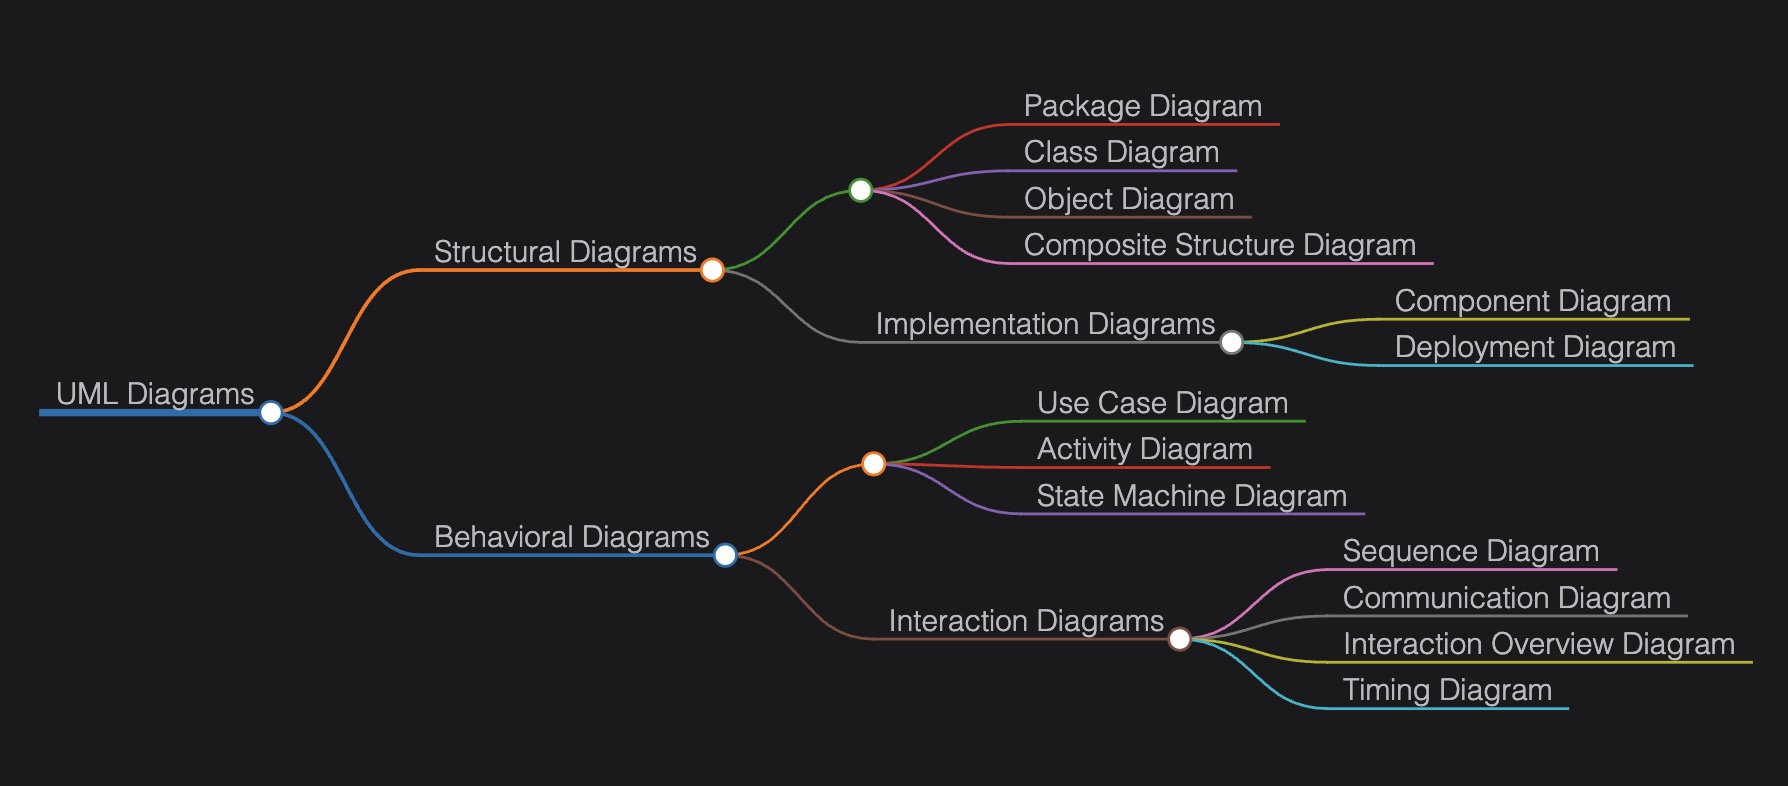 UML Diagrams
Structural Diagrams
Package Diagram
Class Diagram
Object Diagram
Composite Structure Diagram
Implementation Diagrams
Component Diagram
Deployment Diagram
Behavioral Diagrams
Use Case Diagram
Activity Diagram
State Machine Diagram
Interaction Diagrams
Sequence Diagram
Communication Diagram
Interaction Overview Diagram
Timing Diagram